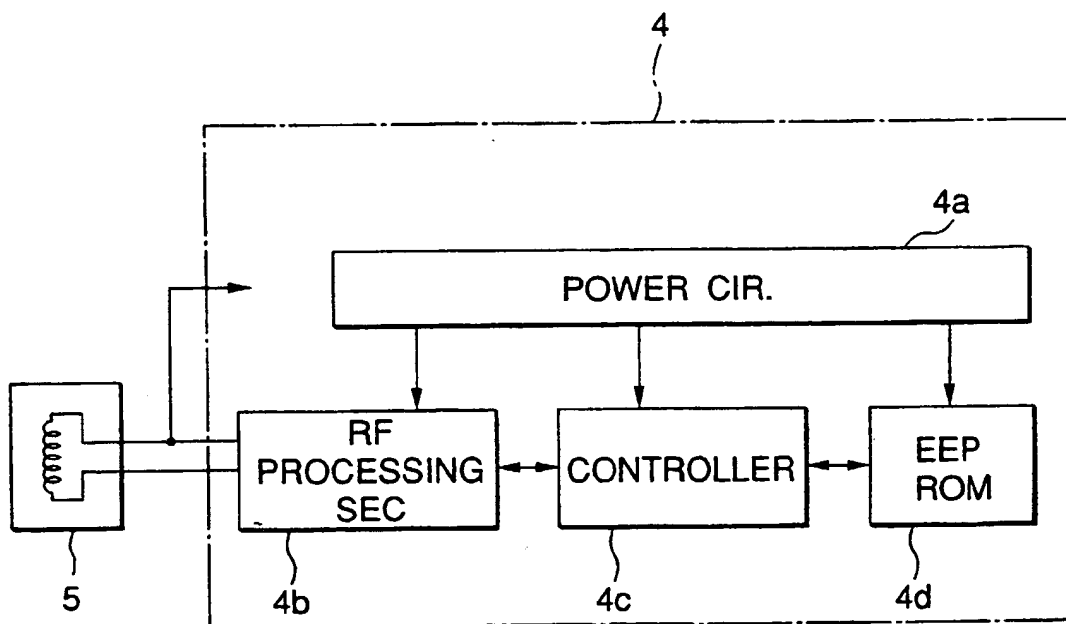 4
4a
POWER CIR.
RF
PROCESSING
SEC
CONTROLLER
EEP
ROM
5
4b
4c
4d